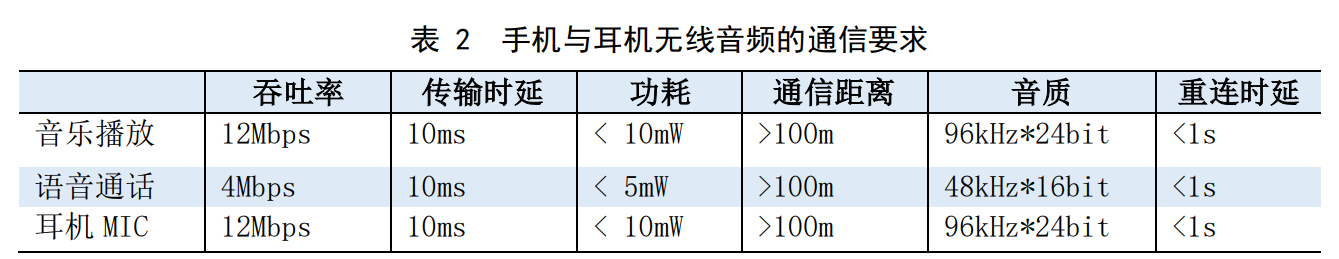 表 2 手机与耳机无线音频的通信要求
吞吐率 传输时延 功耗 通信距离 音质 重连时延
音乐播放 12Mbps 10ms < 10mW >100m 96kHz*24bit <1s
语音通话 4Mbps 10ms < 5mW >100m 48kHz*16bit <1s
耳机 MIC 12Mbps 10ms < 10mW >100m 96kHz*24bit <1s